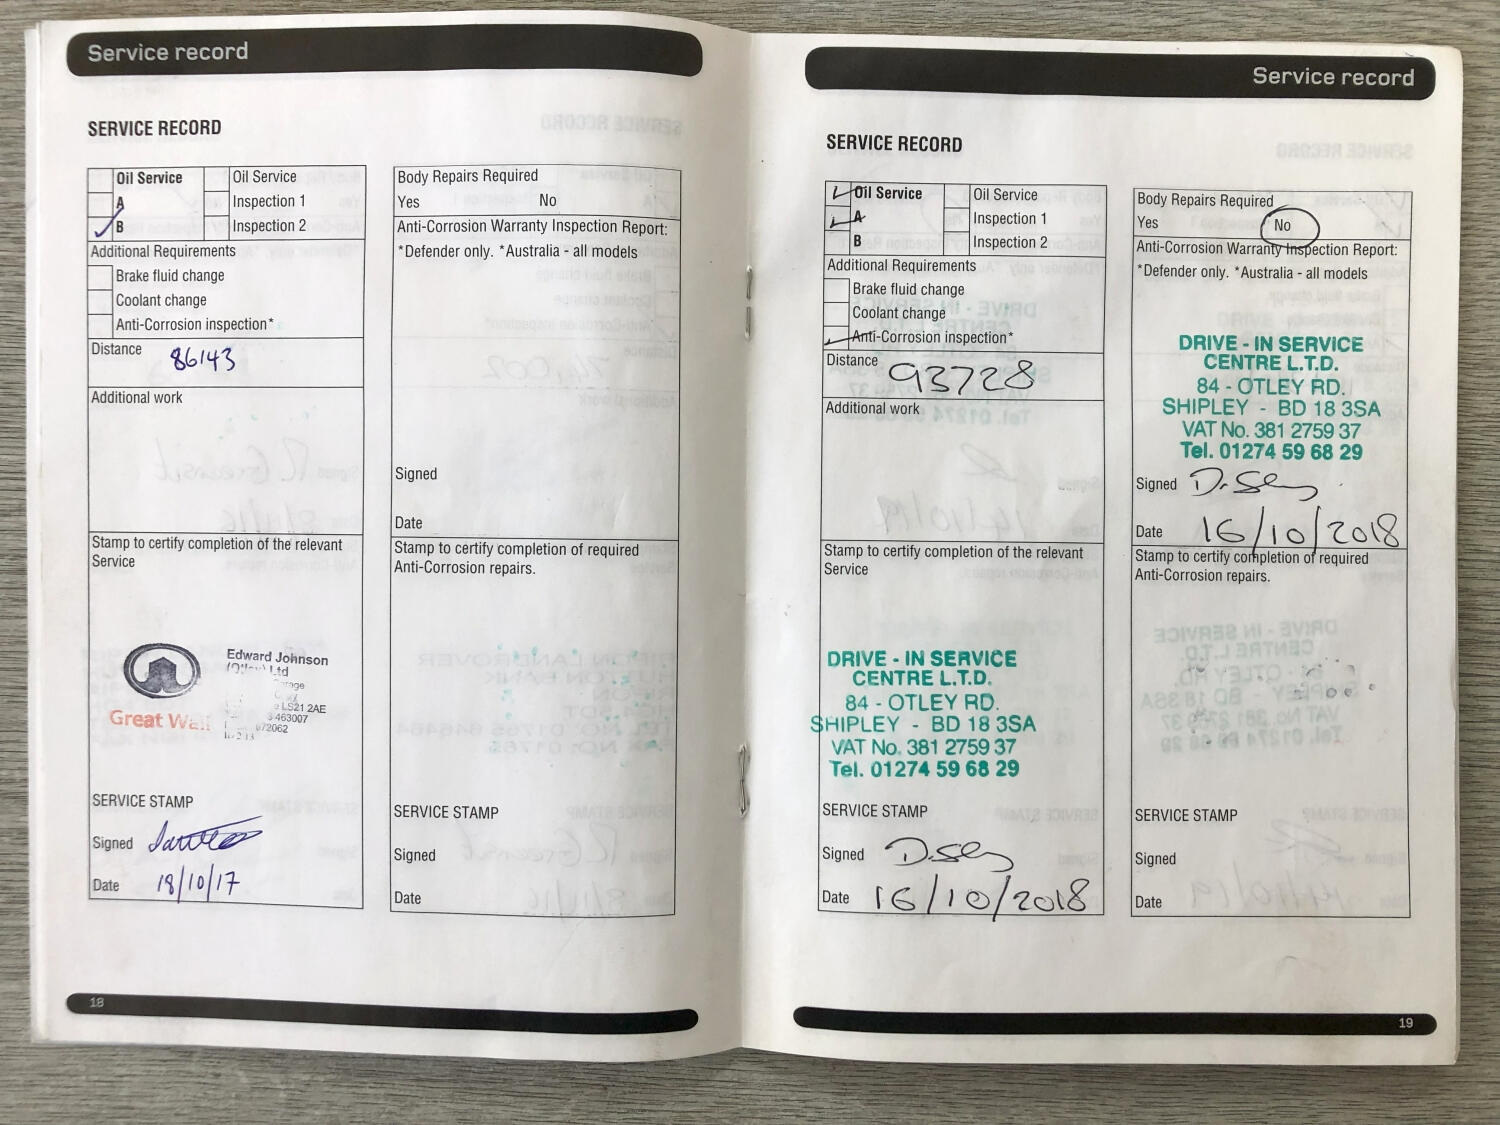 Service record
SERVICE RECORD
Oil Service
A
B
Oil Service
Inspection 1
Inspection 2
Additional Requirements
Brake fluid change
Coolant change
Anti-Corrosion inspection*
Distance 86143
Additional work
Stamp to certify completion of the relevant
Service
Edward Johnson
Ltd
LS21 2AE
463007
Great Wall
SERVICE STAMP
Signed
Date 18/10/17
Body Repairs Required
Yes No
Anti-Corrosion Warranty Inspection Report:
*Defender only. *Australia - all models
Signed
Date
Stamp to certify completion of required
Anti-Corrosion repairs.
SERVICE STAMP
Signed
Date
18
Service record
SERVICE RECORD
Oil Service
A
B
Oil Service
Inspection 1
Inspection 2
Additional Requirements
Brake fluid change
Coolant change
Anti-Corrosion inspection*
Distance 93728
Additional work
Stamp to certify completion of the relevant
Service
DRIVE - IN SERVICE
CENTRE L.T.D.
84 - OTLEY RD.
SHIPLEY - BD 18 3SA
VAT No. 381 2759 37
Tel. 01274 59 68 29
SERVICE STAMP
Signed
Date 16/10/2018
Body Repairs Required
Yes No
Anti-Corrosion Warranty Inspection Report:
*Defender only. *Australia - all models
DRIVE - IN SERVICE
CENTRE L.T.D.
84 - OTLEY RD.
SHIPLEY - BD 18 3SA
VAT No. 381 2759 37
Tel. 01274 59 68 29
Signed
Date 16/10/2018
Stamp to certify completion of required
Anti-Corrosion repairs.
SERVICE STAMP
Signed
Date
19